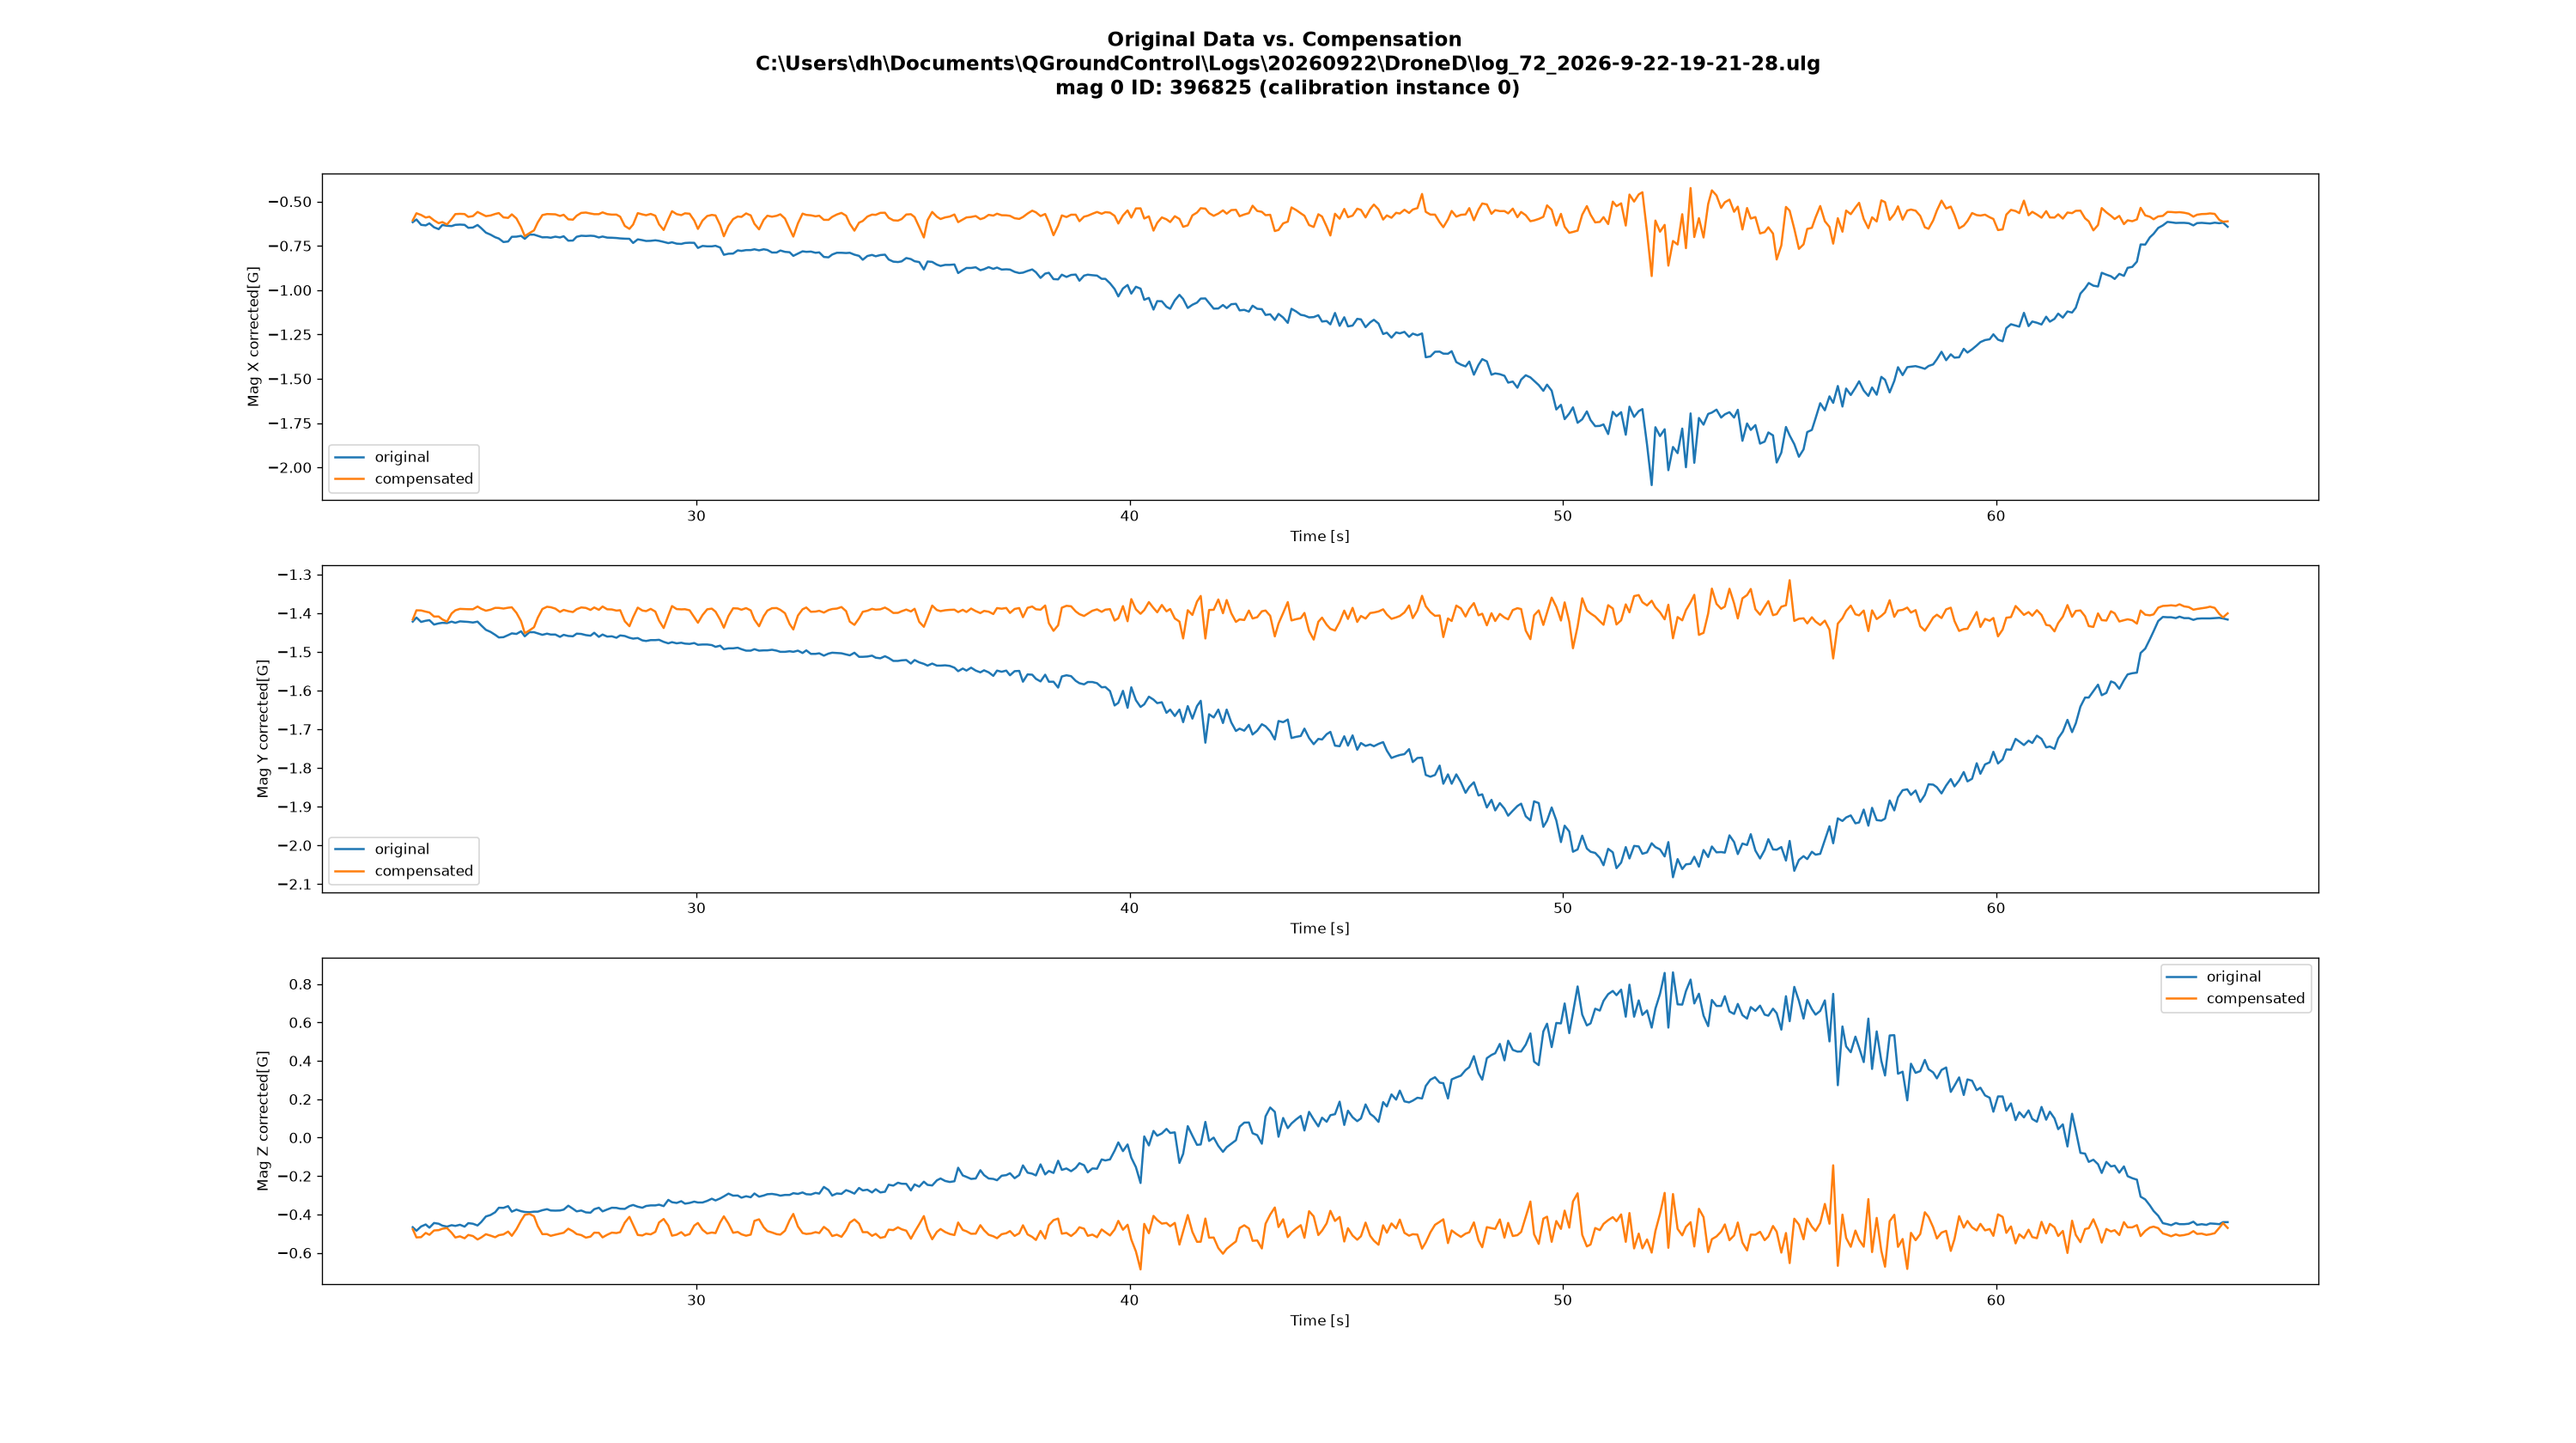 Original Data vs. Compensation
C:\Users\dh\Documents\QGroundControl\Logs\20260922\DroneD\log_72_2026-9-22-19-21-28.ulg
mag 0 ID: 396825 (calibration instance 0)
Mag X corrected[G]
−0.50
−0.75
−1.00
−1.25
−1.50
−1.75
−2.00
original
compensated
30
40
50
60
Time [s]
Mag Y corrected[G]
−1.3
−1.4
−1.5
−1.6
−1.7
−1.8
−1.9
−2.0
−2.1
original
compensated
30
40
50
60
Time [s]
Mag Z corrected[G]
0.8
0.6
0.4
0.2
0.0
−0.2
−0.4
−0.6
original
compensated
30
40
50
60
Time [s]